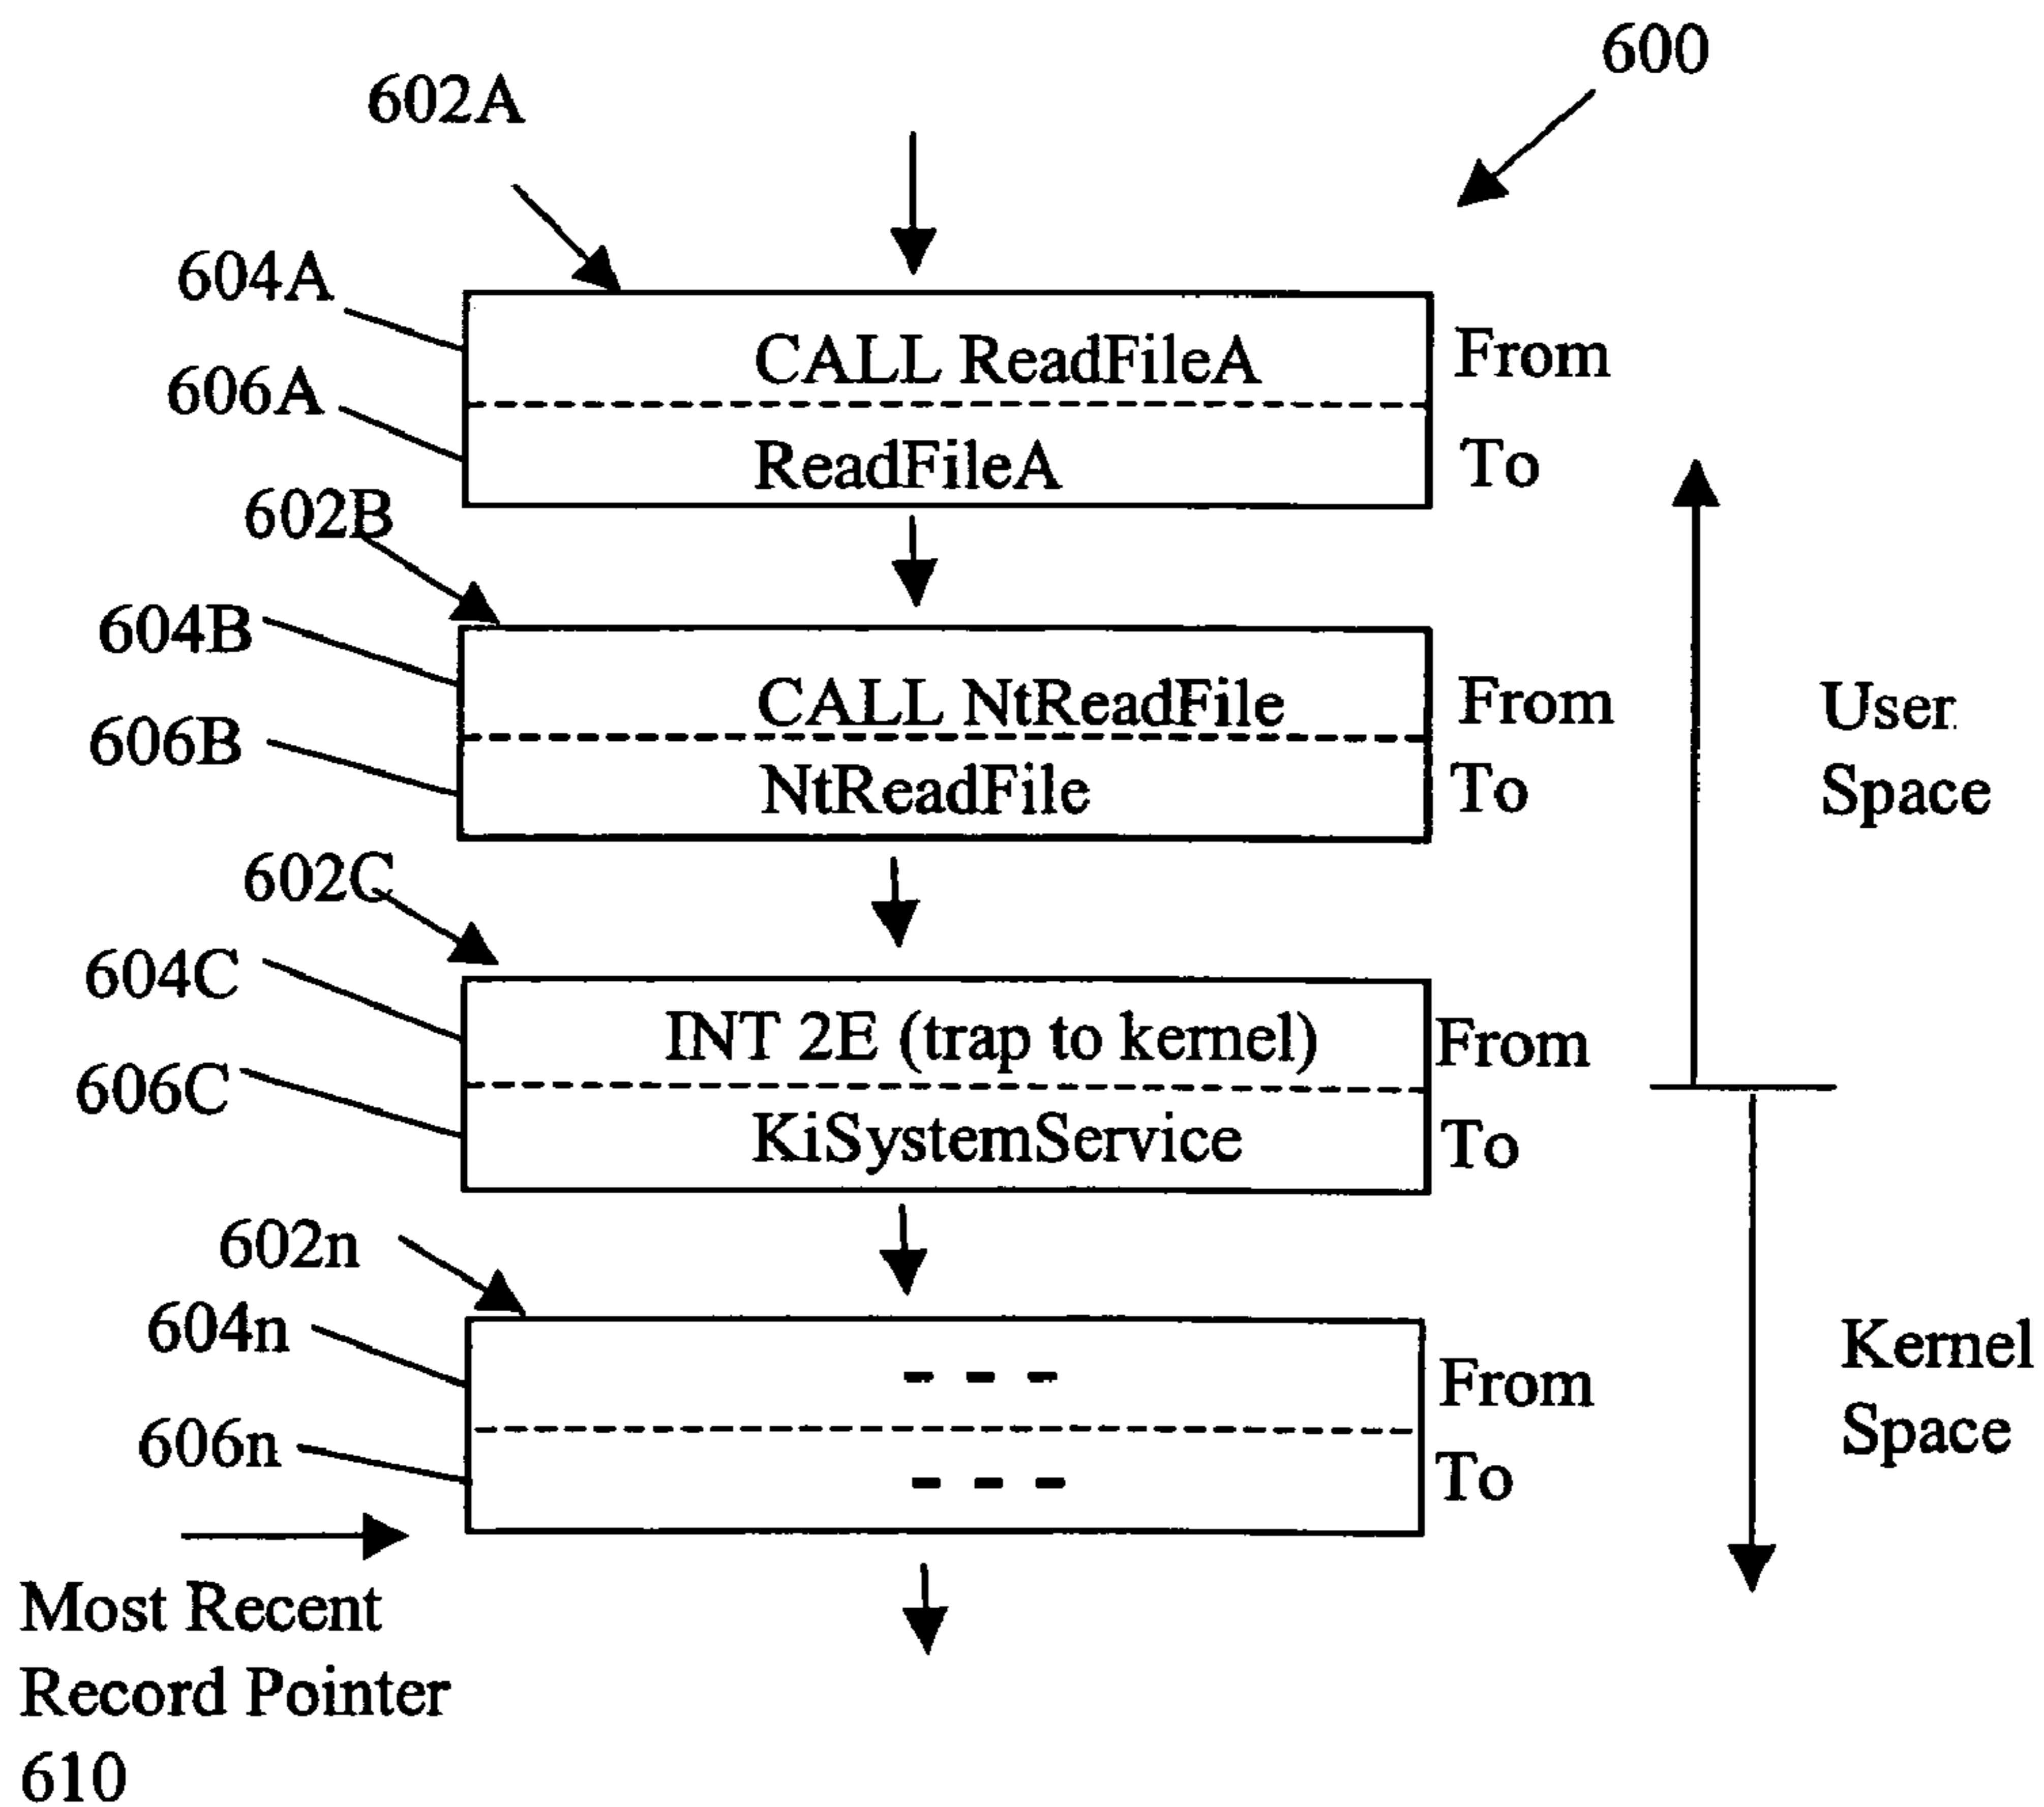 600
602A
604A
CALL ReadFileA
From
606A
ReadFileA
To
602B
604B
CALL NtReadFile
From
606B
NtReadFile
To
User
Space
602C
604C
INT 2E (trap to kernel)
From
606C
KiSystemService
To
602n
604n
- - -
From
606n
- - -
To
Kernel
Space
Most Recent
Record Pointer
610